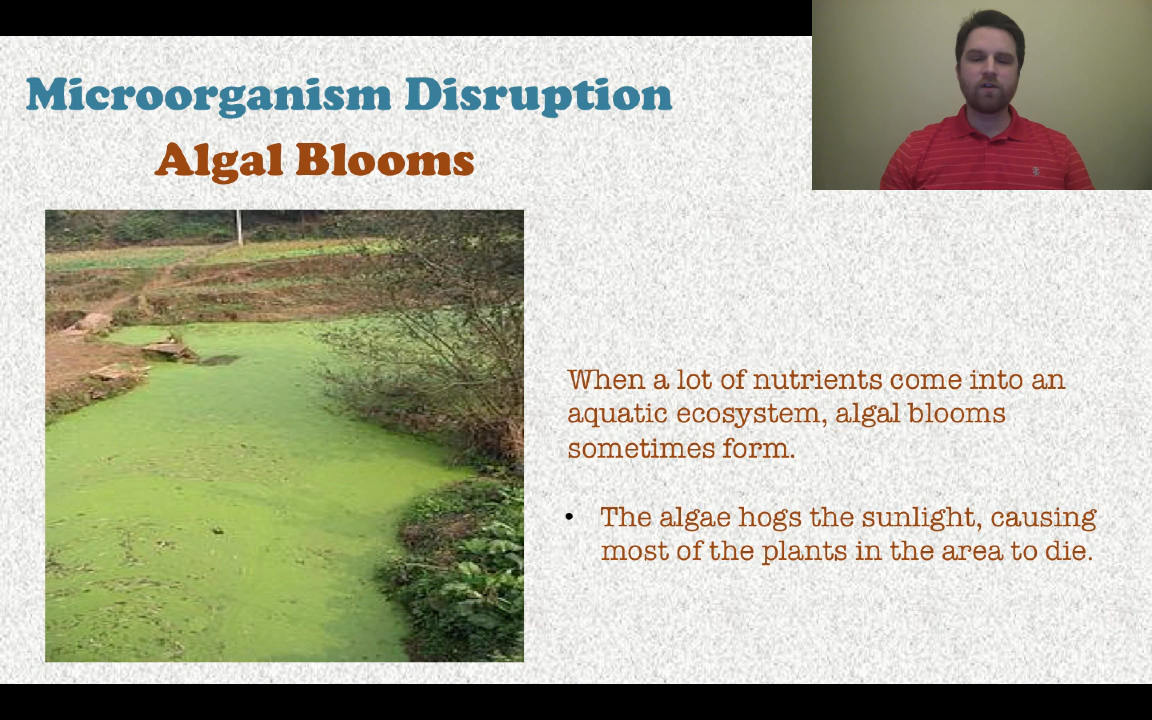 Microorganism Disruption
Algal Blooms
When a lot of nutrients come into an
aquatic ecosystem, algal blooms
sometimes form.
• The algae hogs the sunlight, causing
most of the plants in the area to die.